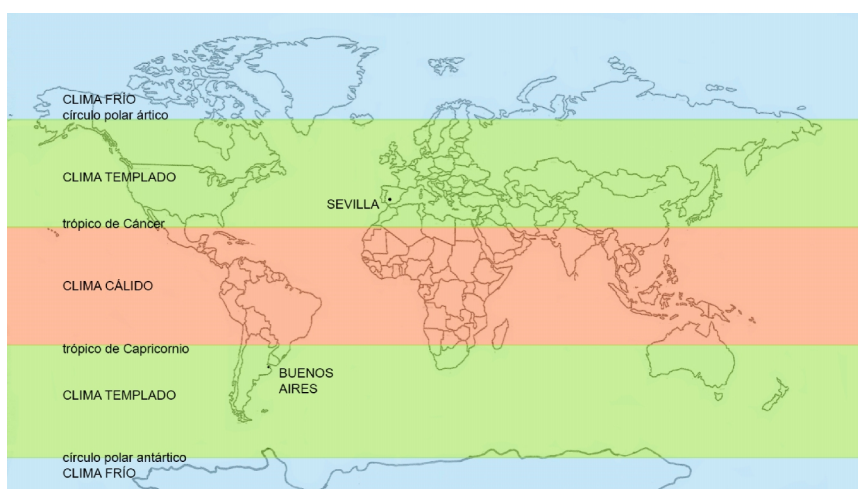 CLIMA FRÍO
círculo polar ártico
CLIMA TEMPLADO
SEVILLA
trópico de Cáncer
CLIMA CÁLIDO
trópico de Capricornio
BUENOS
AIRES
CLIMA TEMPLADO
círculo polar antártico
CLIMA FRÍO